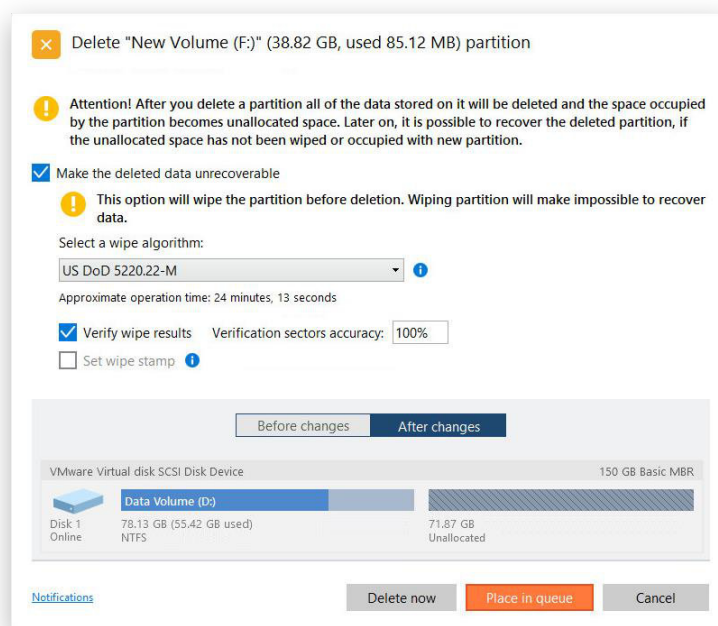 Delete "New Volume (F:)" (38.82 GB, used 85.12 MB) partition
Attention! After you delete a partition all of the data stored on it will be deleted and the space occupied
by the partition becomes unallocated space. Later on, it is possible to recover the deleted partition, if
the unallocated space has not been wiped or occupied with new partition.
Make the deleted data unrecoverable
This option will wipe the partition before deletion. Wiping partition will make impossible to recover
data.
Select a wipe algorithm:
US DoD 5220.22-M
Approximate operation time: 24 minutes, 13 seconds
Verify wipe results Verification sectors accuracy: 100%
Set wipe stamp
Before changes After changes
VMware Virtual disk SCSI Disk Device 150 GB Basic MBR
Data Volume (D:)
Disk 1 78.13 GB (55.42 GB used) 71.87 GB
Online NTFS Unallocated
Notifications Delete now Place in queue Cancel